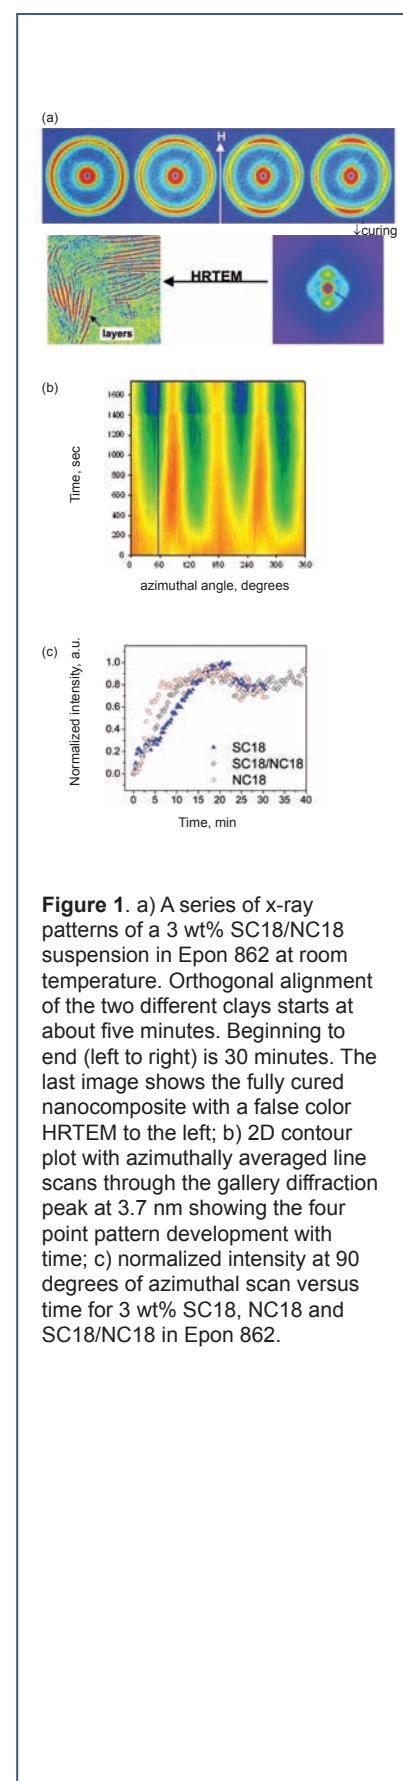 (a)
H
↓curing
HRTEM
layers
(b)
Time, sec
1600
1400
1200
1000
800
600
400
200
0
0 60 120 180 240 300 360
azimuthal angle, degrees
(c)
Normalized intensity, a.u.
1.0
0.8
0.6
0.4
0.2
0.0
SC18
SC18/NC18
NC18
0 5 10 15 20 25 30 35 40
Time, min
Figure 1. a) A series of x-ray
patterns of a 3 wt% SC18/NC18
suspension in Epon 862 at room
temperature. Orthogonal alignment
of the two different clays starts at
about five minutes. Beginning to
end (left to right) is 30 minutes. The
last image shows the fully cured
nanocomposite with a false color
HRTEM to the left; b) 2D contour
plot with azimuthally averaged line
scans through the gallery diffraction
peak at 3.7 nm showing the four
point pattern development with
time; c) normalized intensity at 90
degrees of azimuthal scan versus
time for 3 wt% SC18, NC18 and
SC18/NC18 in Epon 862.